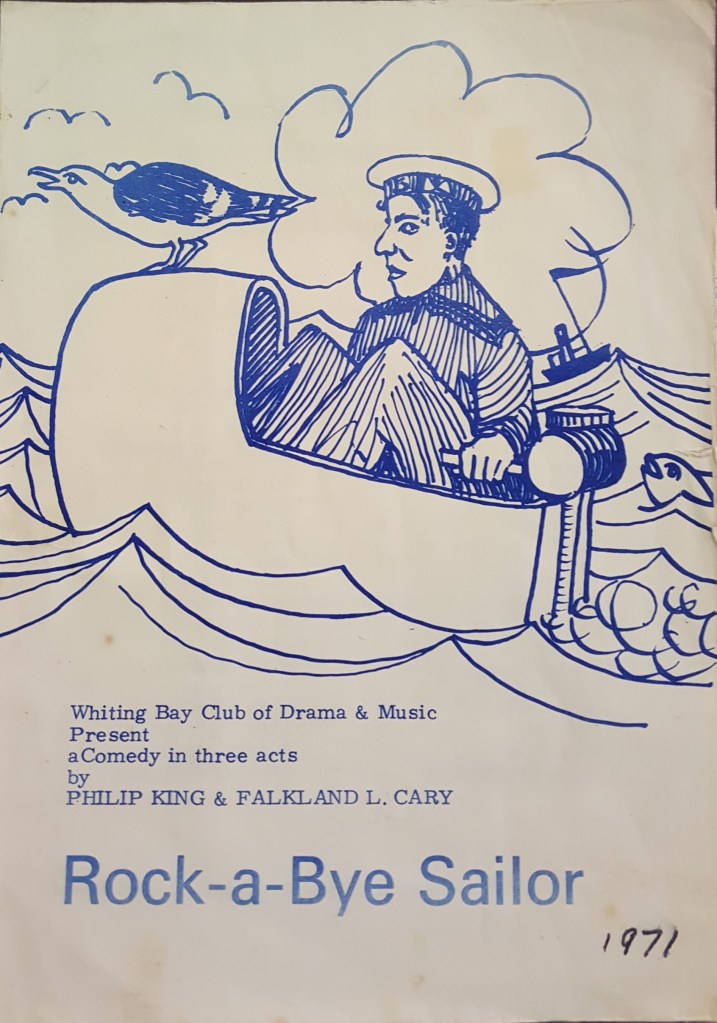 Whiting Bay Club of Drama & Music
Present
aComedy in three acts
by
PHILIP KING & FALKLAND L. CARY
Rock-a-Bye Sailor
1971